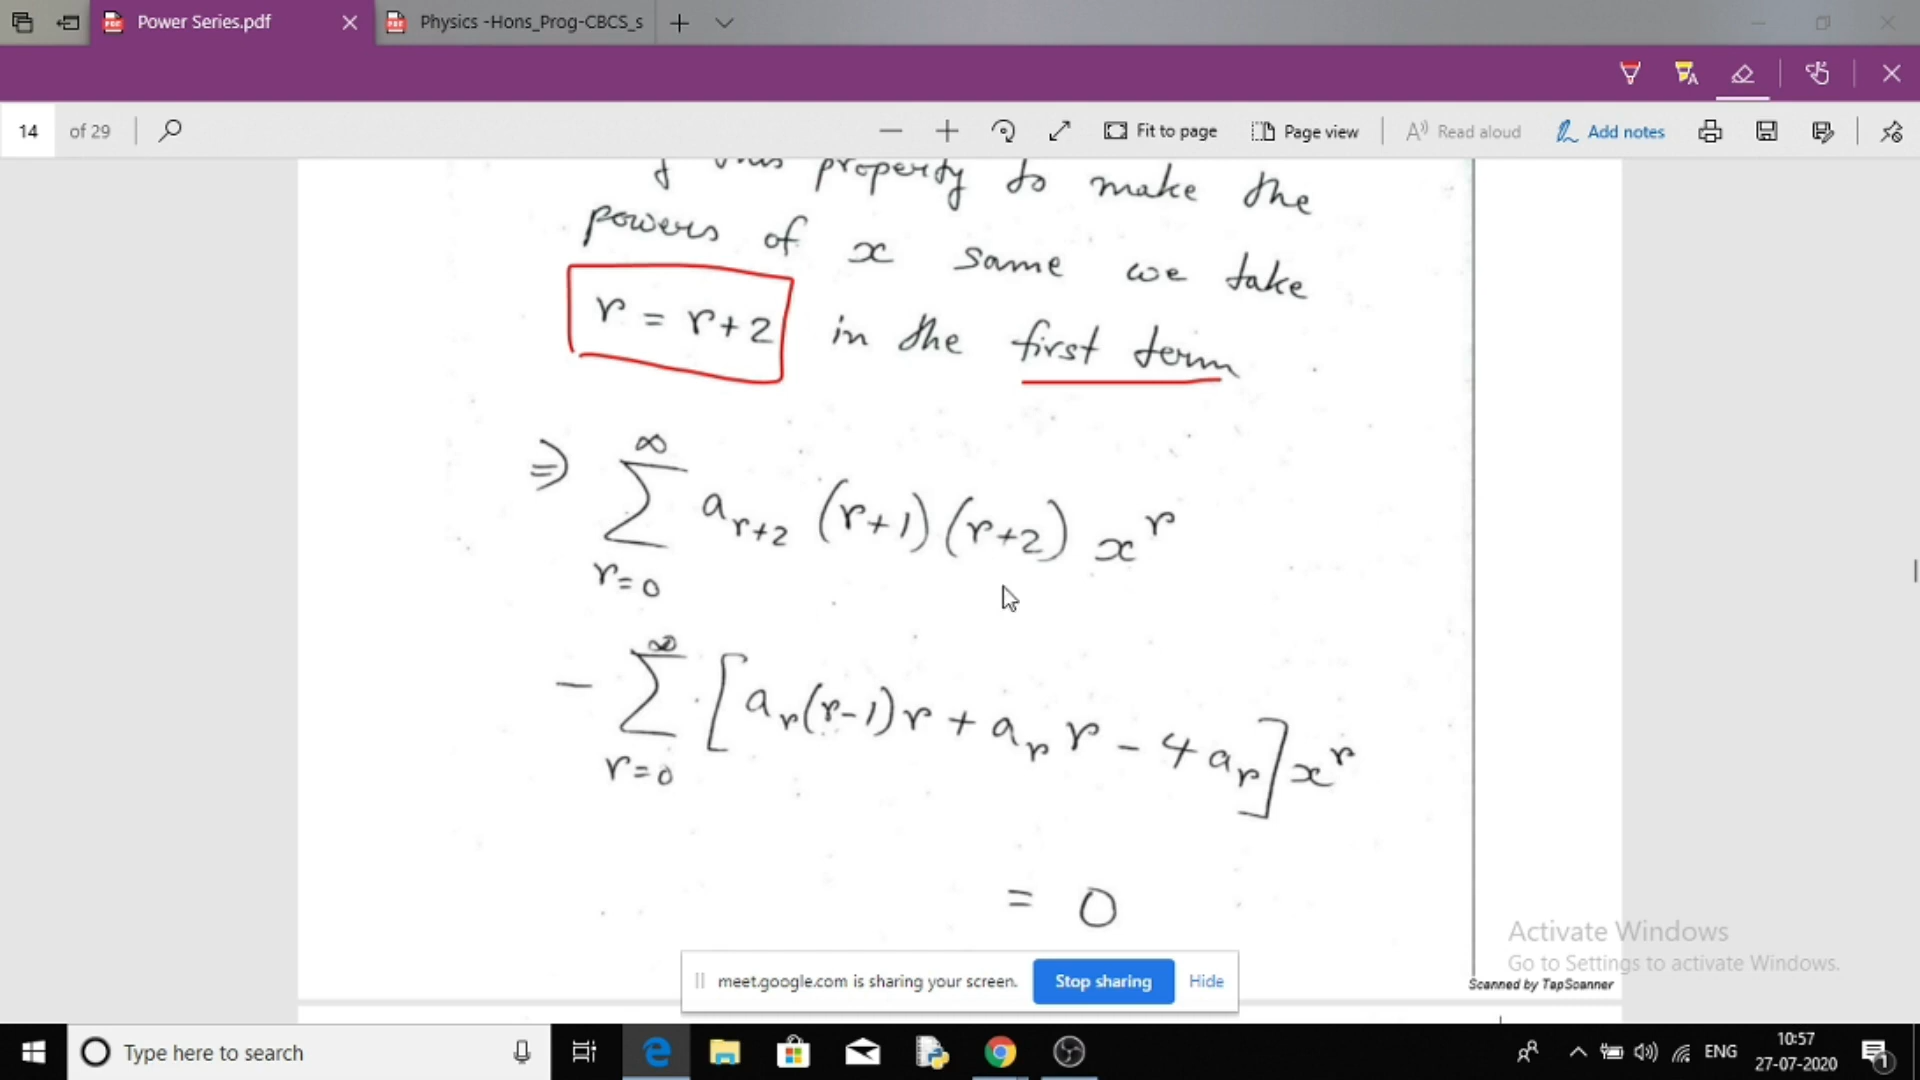 Power Series.pdf
Physics -Hons_Prog-CBCS_s
14 of 29
Fit to page
Page view
Read aloud
Add notes
this property to make the
powers of x same we take
r = r+2 in the first term
⇒ ∑_{r=0}^{∞} a_{r+2} (r+1) (r+2) x^r
- ∑_{r=0}^{∞} [a_r(r-1)r + a_r r - 4a_r] x^r
= 0
Activate Windows
Go to Settings to activate Windows.
Scanned by TapScanner
meet.google.com is sharing your screen.
Stop sharing
Hide
Type here to search
ENG
10:57
27-07-2020
1